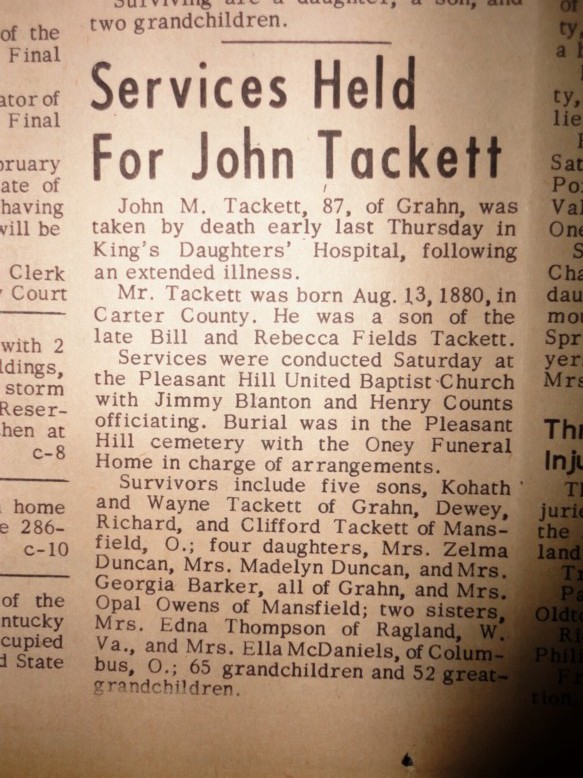 Surviving are a daughter, a son, and
two grandchildren.
Services Held
For John Tackett
John M. Tackett, 87, of Grahn, was
taken by death early last Thursday in
King's Daughters' Hospital, following
an extended illness.
Mr. Tackett was born Aug. 13, 1880, in
Carter County. He was a son of the
late Bill and Rebecca Fields Tackett.
Services were conducted Saturday at
the Pleasant Hill United Baptist Church
with Jimmy Blanton and Henry Counts
officiating. Burial was in the Pleasant
Hill cemetery with the Oney Funeral
Home in charge of arrangements.
Survivors include five sons, Kohath
and Wayne Tackett of Grahn, Dewey,
Richard, and Clifford Tackett of Mans-
field, O.; four daughters, Mrs. Zelma
Duncan, Mrs. Madelyn Duncan, and Mrs.
Georgia Barker, all of Grahn, and Mrs.
Opal Owens of Mansfield; two sisters,
Mrs. Edna Thompson of Ragland, W.
Va., and Mrs. Ella McDaniels, of Colum-
bus, O.; 65 grandchildren and 52 great-
grandchildren.
of the
Final
Final
ate of
having
will be
Clerk
Court
with 2
storm
at
c-8
home
286-
c-10
of the
State